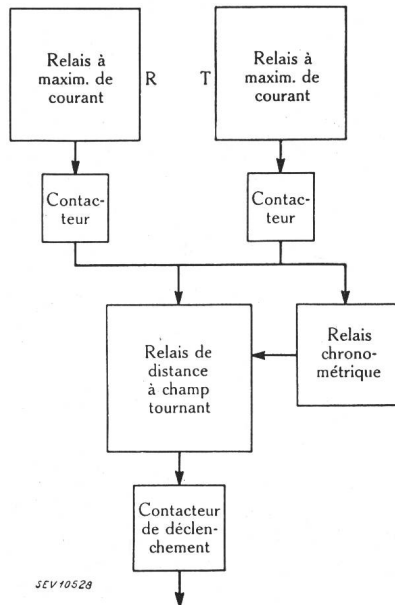 Relais à
maxim. de
courant
R
T
Relais à
maxim. de
courant
Contac-
teur
Contac-
teur
Relais de
distance
à champ
tournant
Relais
chrono-
métrique
Contacteur
de déclen-
chement
SEV10528